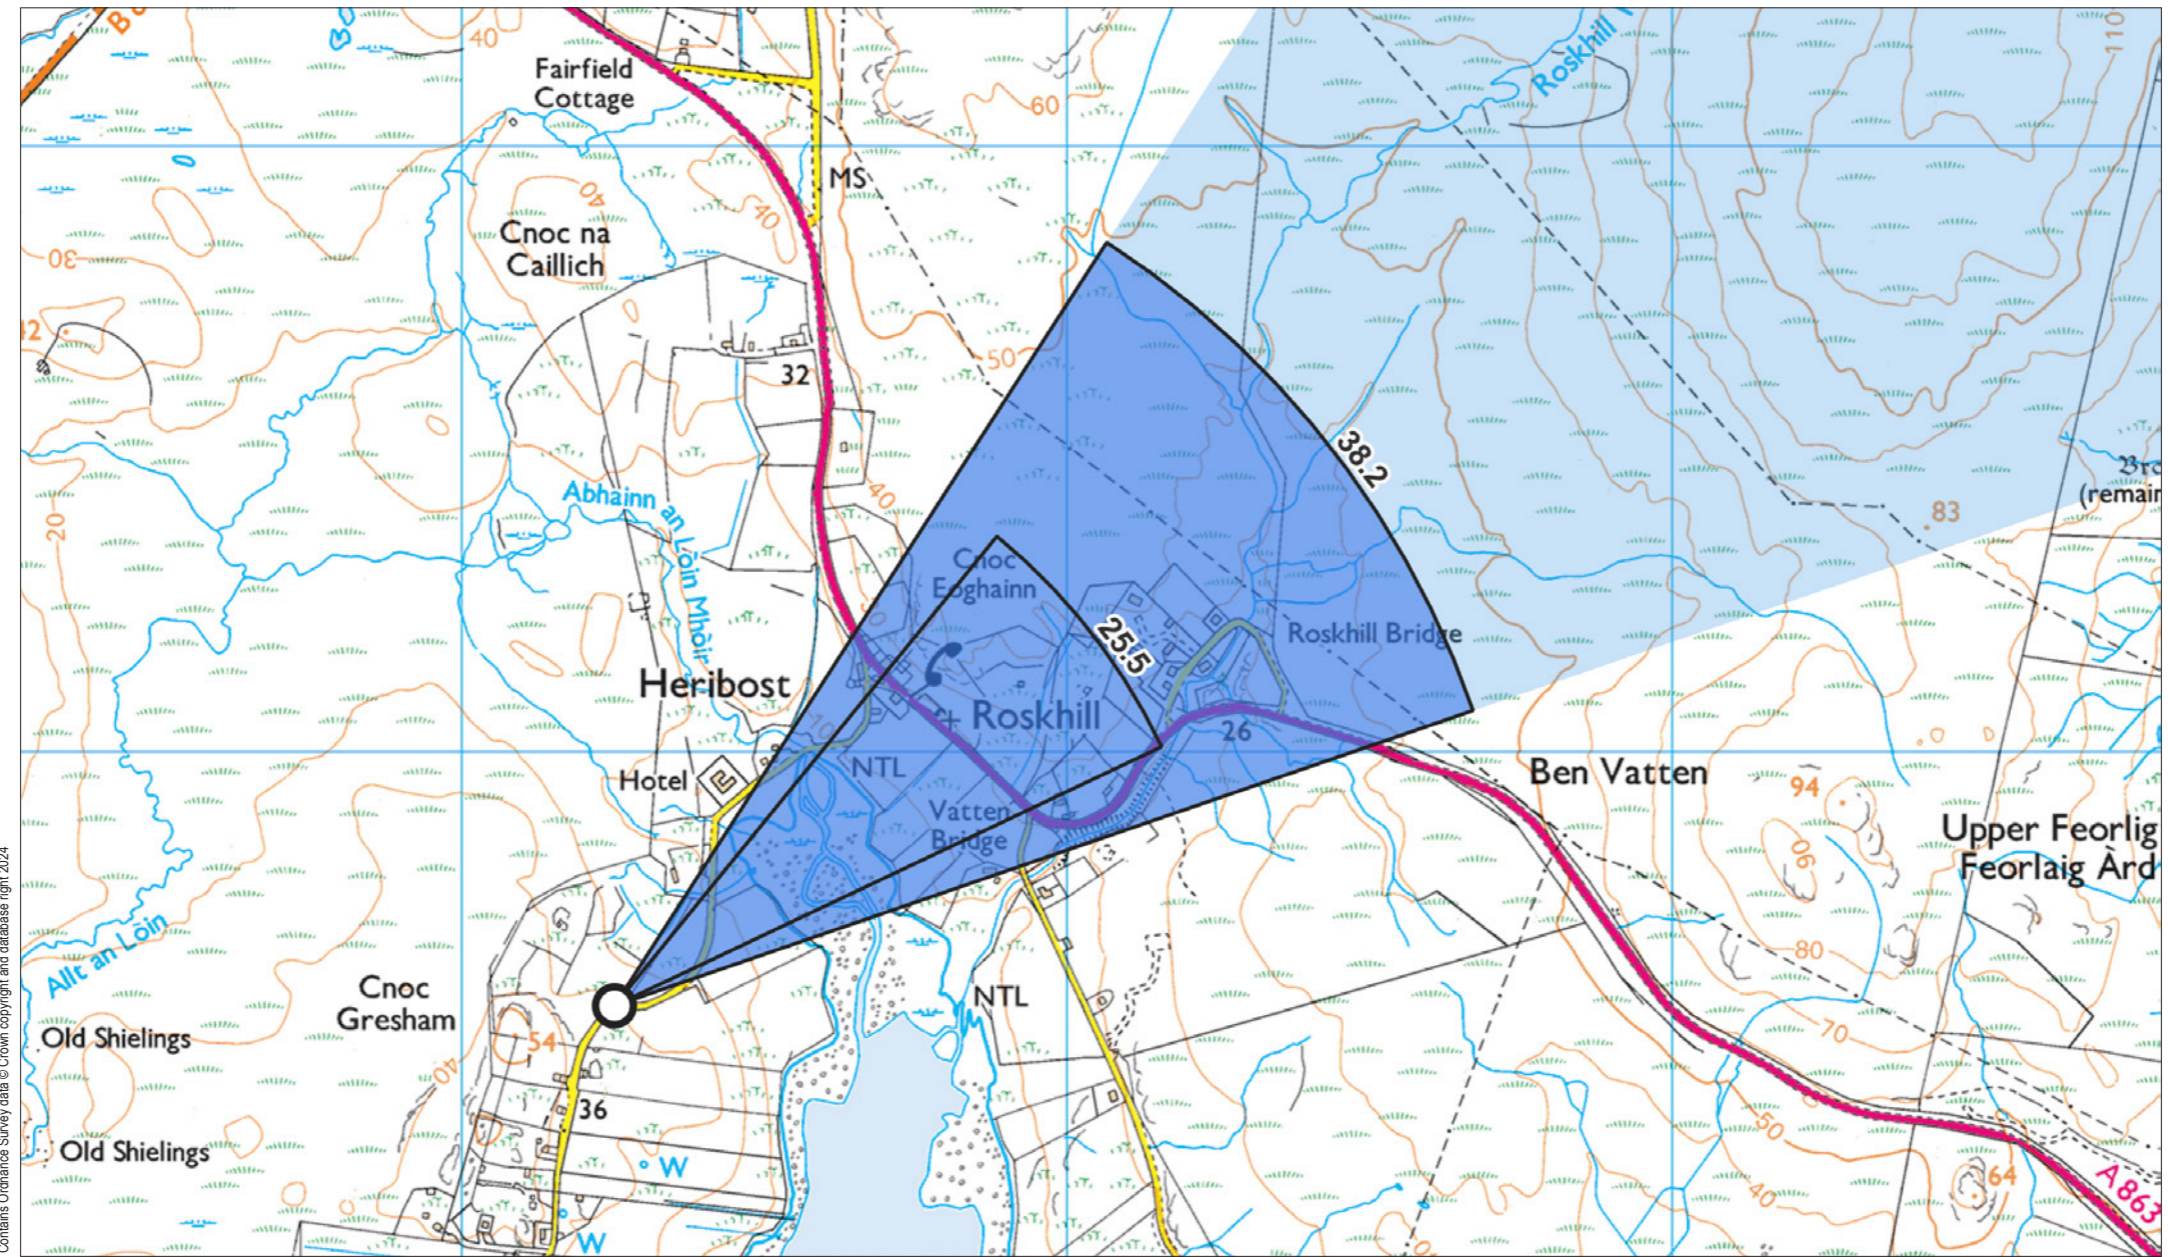 40
Fairfield
Cottage
60
Roskhill
110
MS
40
Cnoc na
Caillich
40
30
32
50
38.2
40
20
Abhainn an Lòin Mhòir
83
(remain
Cnoc
Eoghainn
25.5
Roskhill Bridge
Heribost
Roskhill
26
Hotel
NTL
Ben Vatten
94
Vatten
Bridge
Upper Feorlig
Feorlaig Àrd
90
80
Allt an Lòin
Cnoc
Gresham
NTL
54
Old Shielings
40
70
36
50
Old Shielings
W
40
64
A 863
W
Contains Ordnance Survey data © Crown copyright and database right 2024